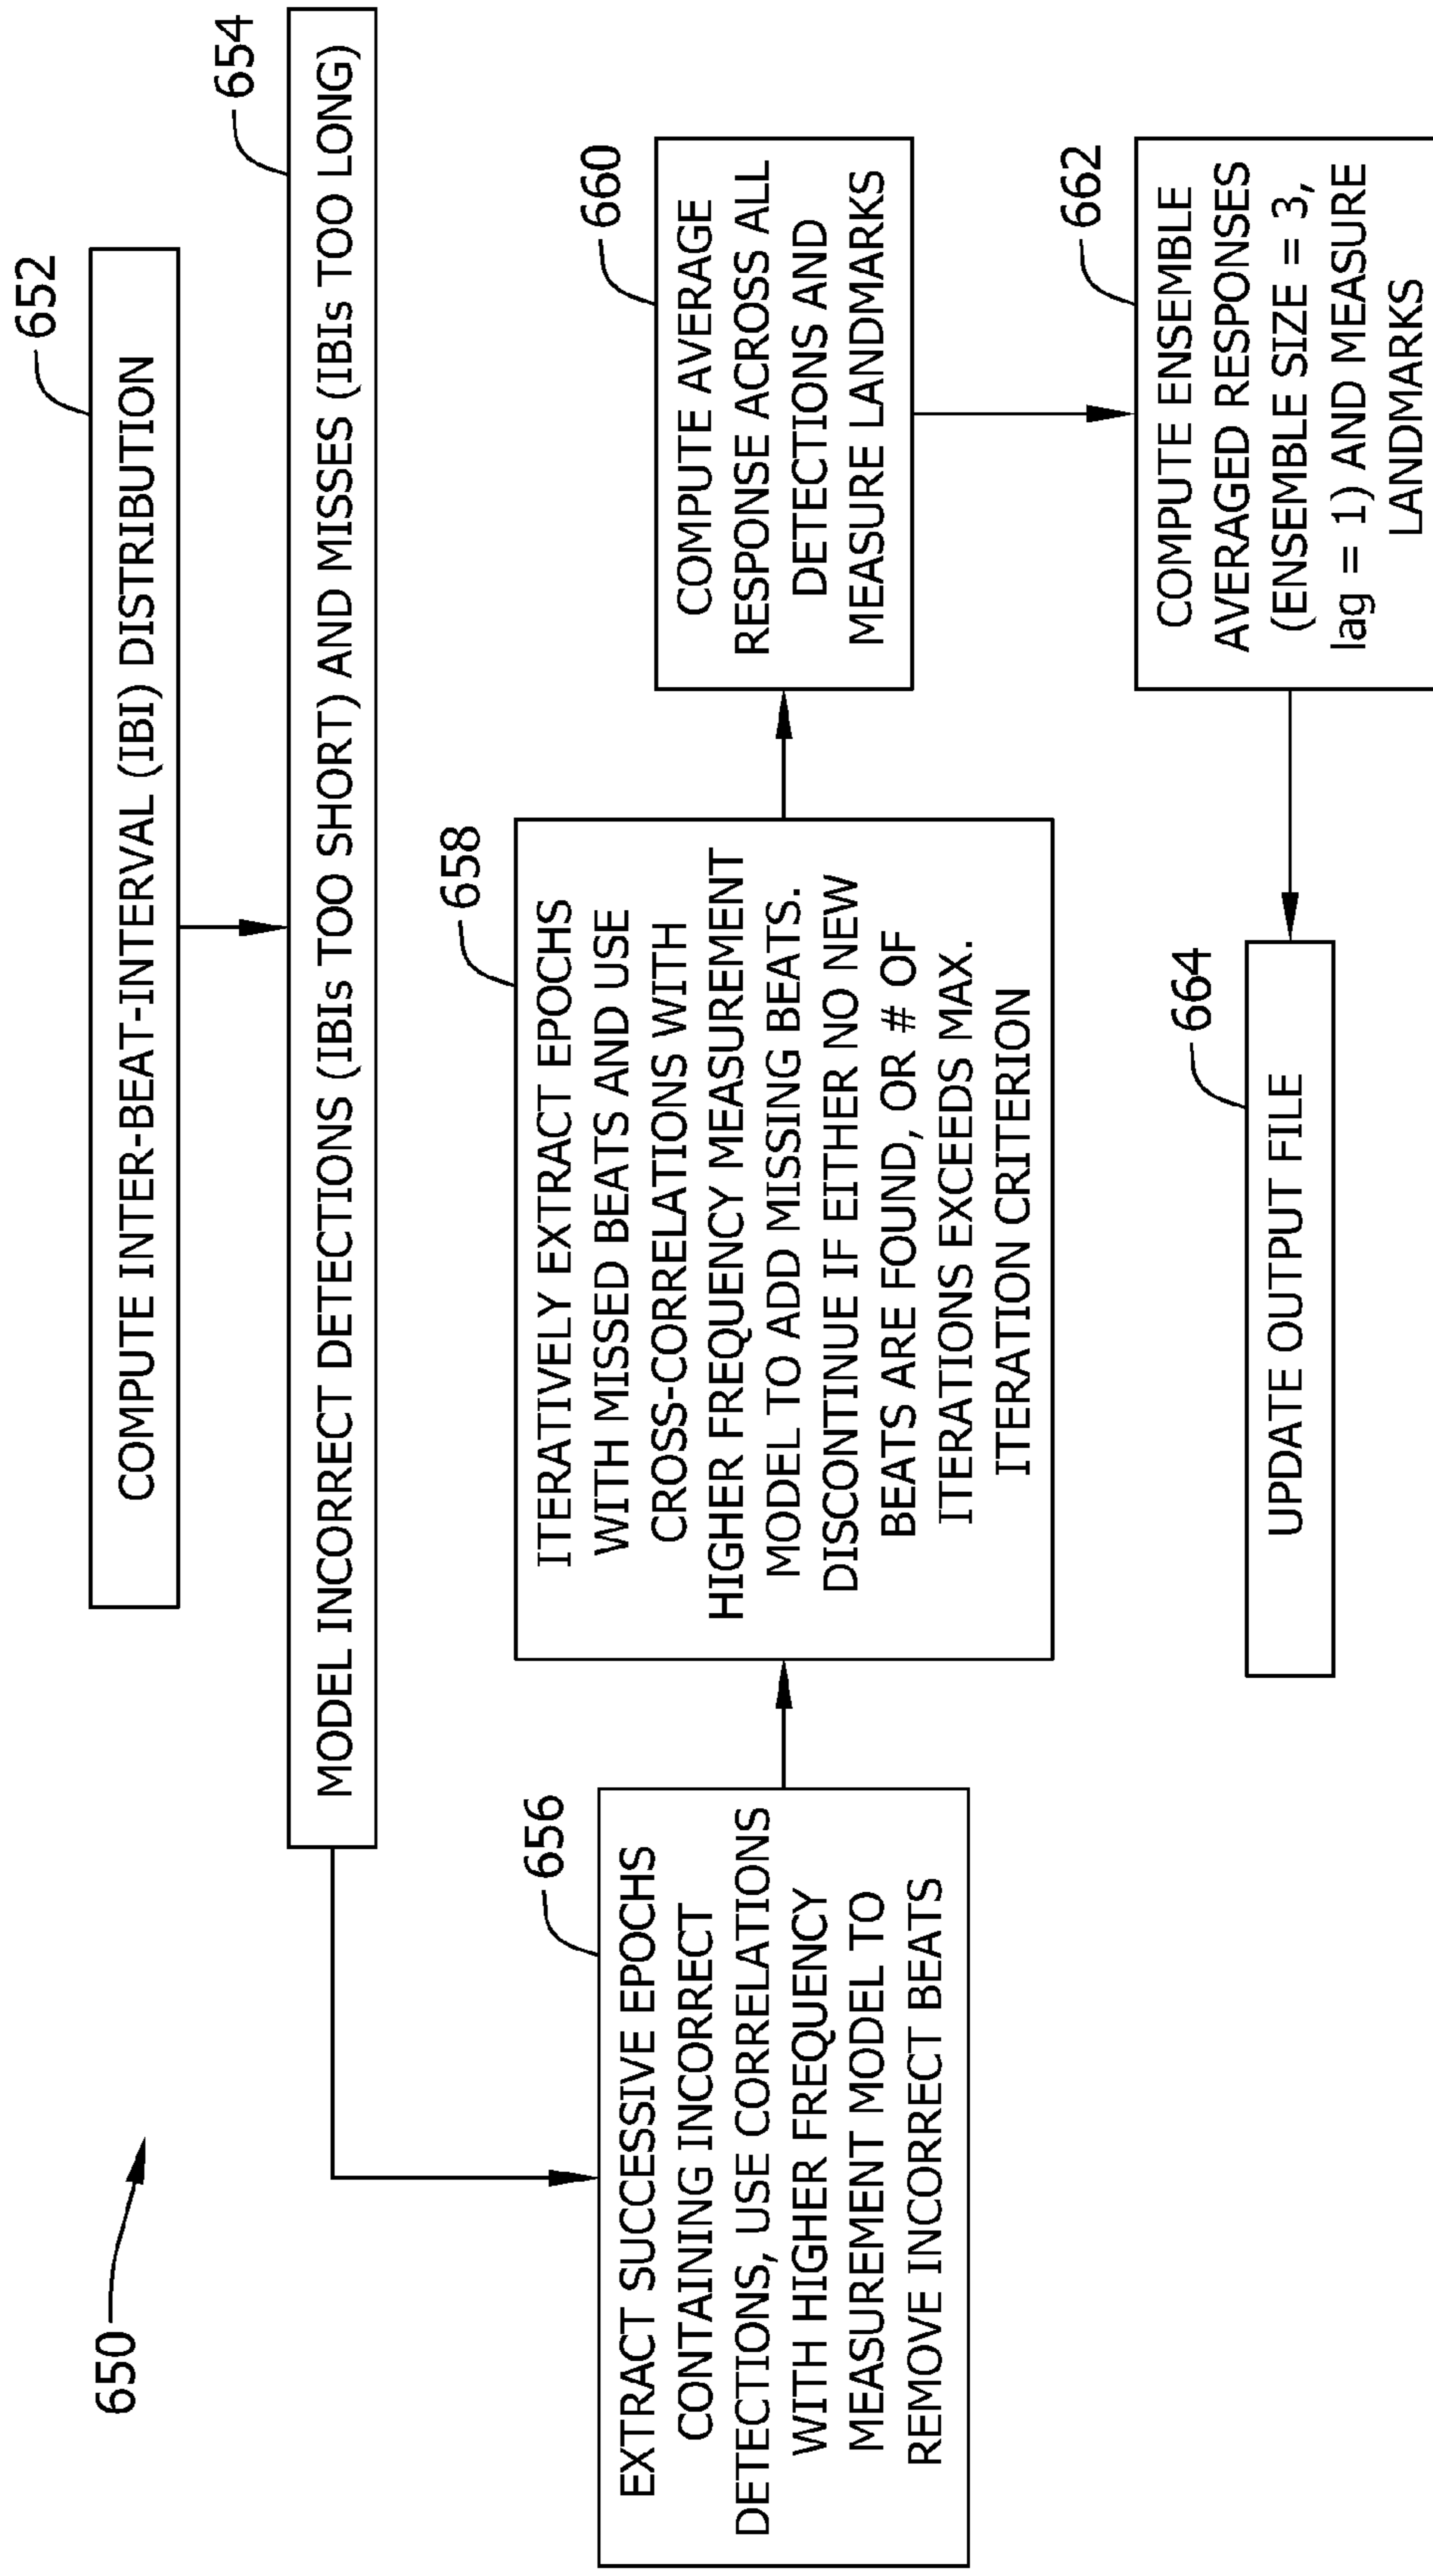 650
652
COMPUTE INTER-BEAT-INTERVAL (IBI) DISTRIBUTION
654
MODEL INCORRECT DETECTIONS (IBIs TOO SHORT) AND MISSES (IBIs TOO LONG)
656
EXTRACT SUCCESSIVE EPOCHS
CONTAINING INCORRECT
DETECTIONS, USE CORRELATIONS
WITH HIGHER FREQUENCY
MEASUREMENT MODEL TO
REMOVE INCORRECT BEATS
658
ITERATIVELY EXTRACT EPOCHS
WITH MISSED BEATS AND USE
CROSS-CORRELATIONS WITH
HIGHER FREQUENCY MEASUREMENT
MODEL TO ADD MISSING BEATS.
DISCONTINUE IF EITHER NO NEW
BEATS ARE FOUND, OR # OF
ITERATIONS EXCEEDS MAX.
ITERATION CRITERION
660
COMPUTE AVERAGE
RESPONSE ACROSS ALL
DETECTIONS AND
MEASURE LANDMARKS
662
COMPUTE ENSEMBLE
AVERAGED RESPONSES
(ENSEMBLE SIZE = 3,
lag = 1) AND MEASURE
LANDMARKS
664
UPDATE OUTPUT FILE